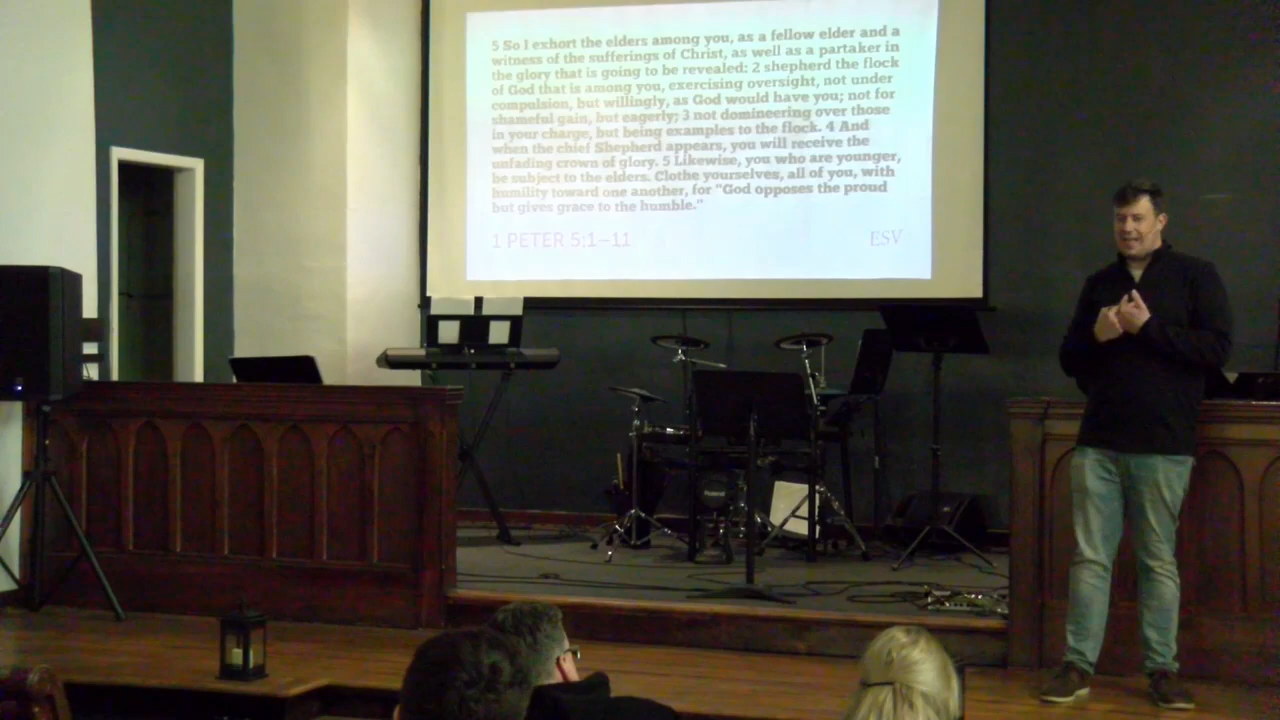 5 So I exhort the elders among you, as a fellow elder and a
witness of the sufferings of Christ, as well as a partaker in
the glory that is going to be revealed: 2 shepherd the flock
of God that is among you, exercising oversight, not under
compulsion, but willingly, as God would have you; not for
shameful gain, but eagerly; 3 not domineering over those
in your charge, but being examples to the flock. 4 And
when the chief Shepherd appears, you will receive the
unfading crown of glory. 5 Likewise, you who are younger,
be subject to the elders. Clothe yourselves, all of you, with
humility toward one another, for "God opposes the proud
but gives grace to the humble."
1 PETER 5:1–11
ESV
Roland